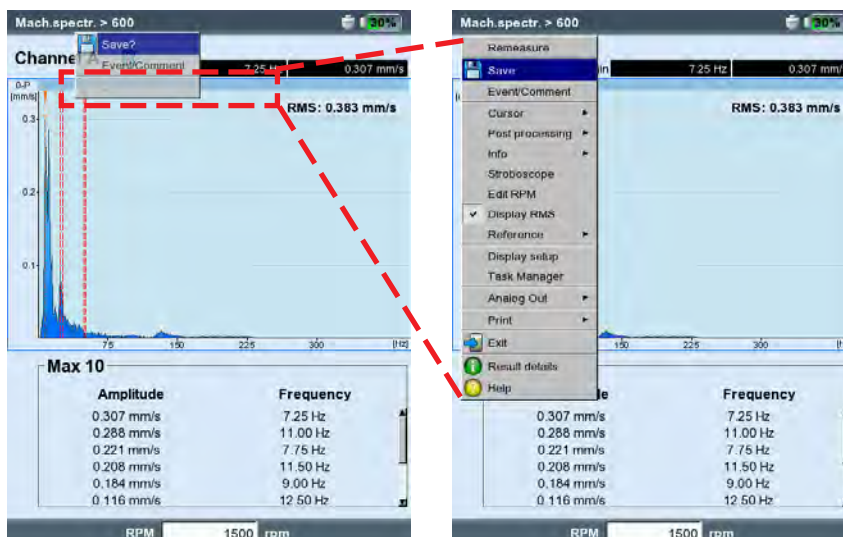 Mach.spectr. > 600
30%
Save?
Channel A
Event/Comment
7.25 Hz
0.307 mm/s
0-P
[mm/s]
RMS: 0.383 mm/s
0.3
0.2
0.1
75
150
225
300
[Hz]
Max 10
Amplitude Frequency
0.307 mm/s 7.25 Hz
0.288 mm/s 11.00 Hz
0.221 mm/s 7.75 Hz
0.208 mm/s 11.50 Hz
0.184 mm/s 9.00 Hz
0.116 mm/s 12.50 Hz
RPM 1500 rpm
Mach.spectr. > 600
30%
Remeasure
Save
7.25 Hz
0.307 mm/
Event/Comment
RMS: 0.383 mm/s
Cursor
Post processing
Info
Stroboscope
Edit RPM
Display RMS
Reference
Display setup
Task Manager
Analog Out
Print
Exit
150
225
300
Result details
Help
Frequency
0.307 mm/s 7.25 Hz
0.288 mm/s 11.00 Hz
0.221 mm/s 7.75 Hz
0.208 mm/s 11.50 Hz
0.184 mm/s 9.00 Hz
0.116 mm/s 12.50 Hz
RPM 1500 rpm